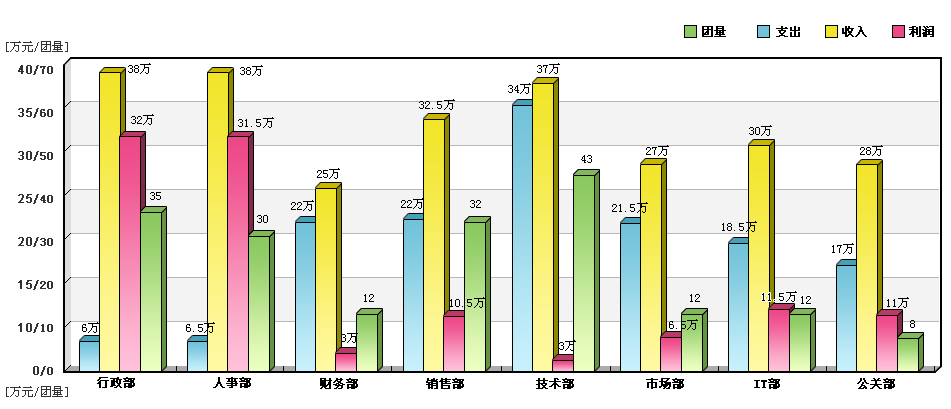 团量 支出 收入 利润
[万元/团量]
40/70
35/60
30/50
25/40
20/30
15/20
10/10
0/0
6万 38万 32万 35
6.5万 38万 31.5万 30
22万 25万 3万 12
22万 32.5万 10.5万 32
34万 37万 3万 43
21.5万 27万 6.5万 12
18.5万 30万 11.5万 12
17万 28万 11万 8
行政部 人事部 财务部 销售部 技术部 市场部 IT部 公关部
[万元/团量]